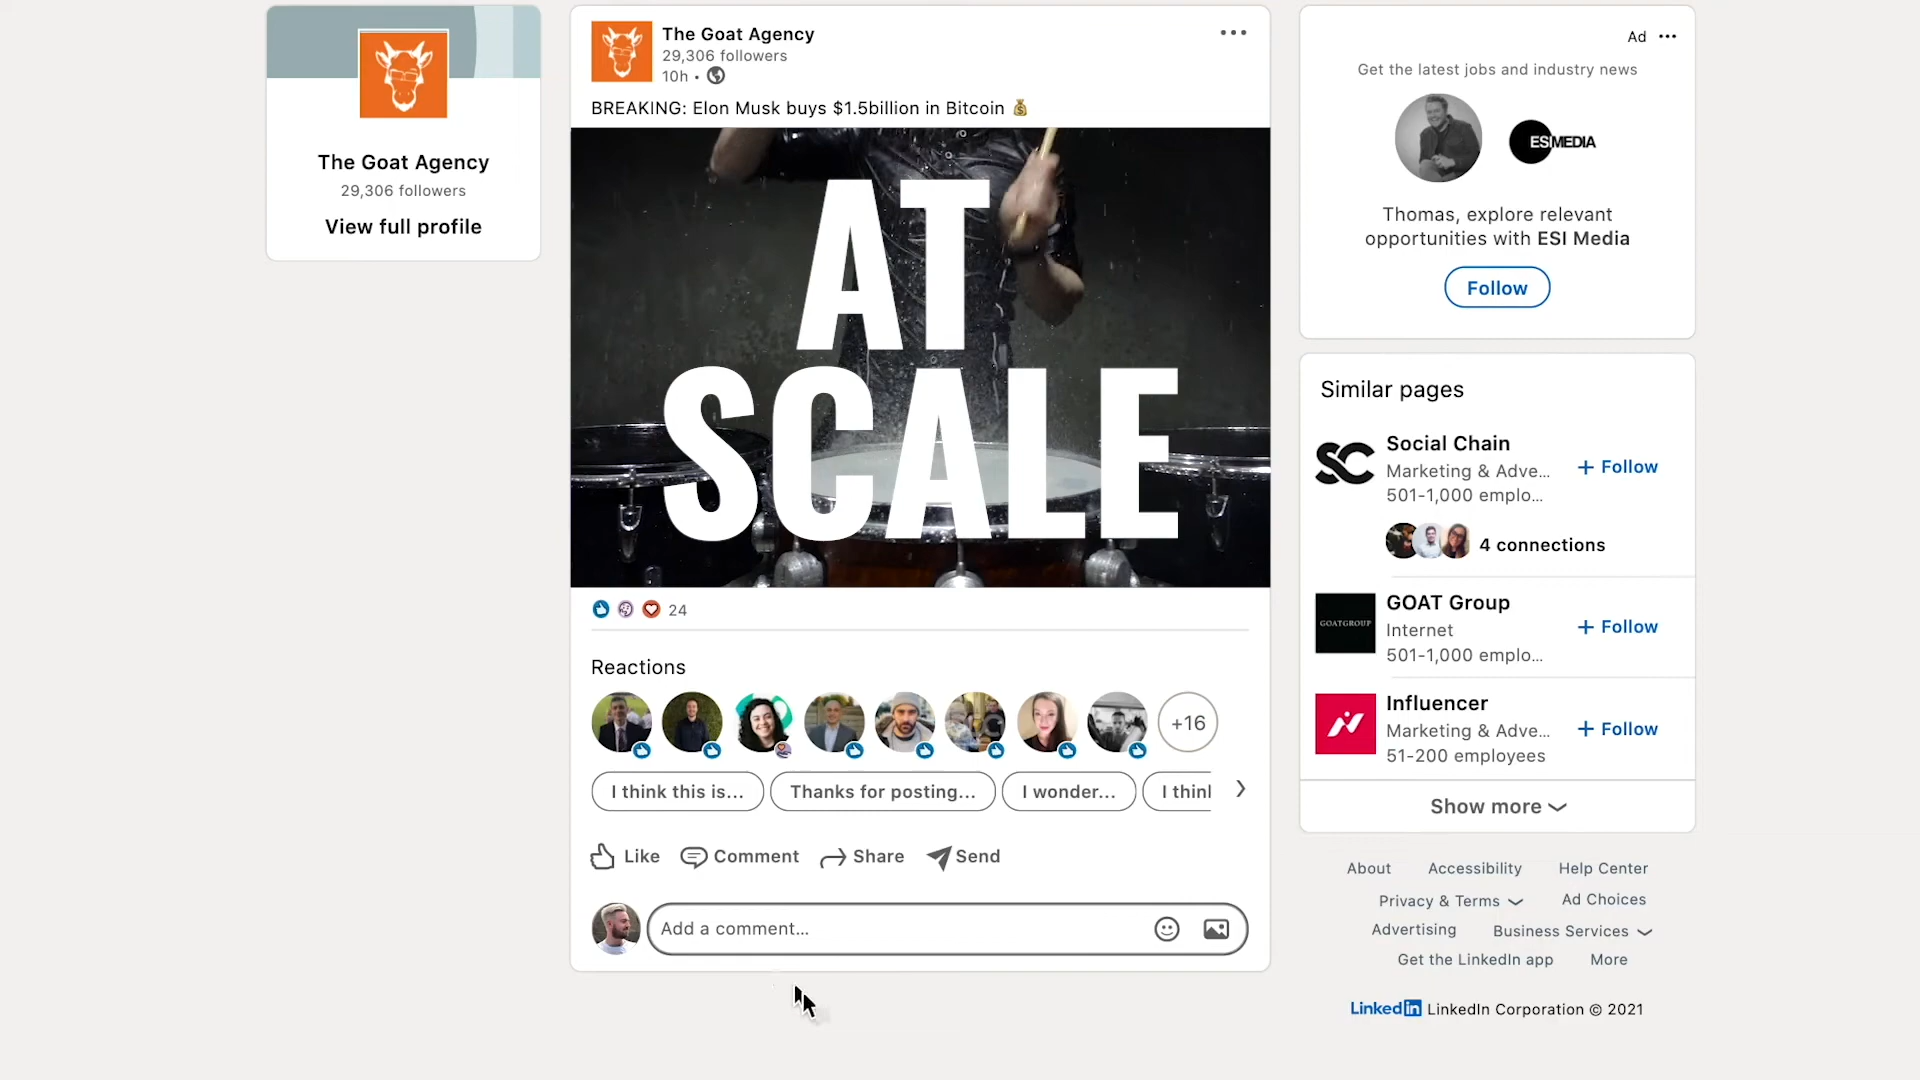 The Goat Agency
29,306 followers
View full profile
The Goat Agency
29,306 followers
10h •
BREAKING: Elon Musk buys $1.5billion in Bitcoin 💰
AT
SCALE
24
Reactions
+16
I think this is...
Thanks for posting...
I wonder...
I thinl
Like
Comment
Share
Send
Add a comment...
Ad
Get the latest jobs and industry news
ESI MEDIA
Thomas, explore relevant
opportunities with ESI Media
Follow
Similar pages
SC
Social Chain
Marketing & Adve...
501-1,000 emplo...
+ Follow
4 connections
GOATGROUP
GOAT Group
Internet
501-1,000 emplo...
+ Follow
Influencer
Marketing & Adve...
51-200 employees
+ Follow
Show more
About
Accessibility
Help Center
Privacy & Terms
Ad Choices
Advertising
Business Services
Get the LinkedIn app
More
LinkedIn LinkedIn Corporation © 2021